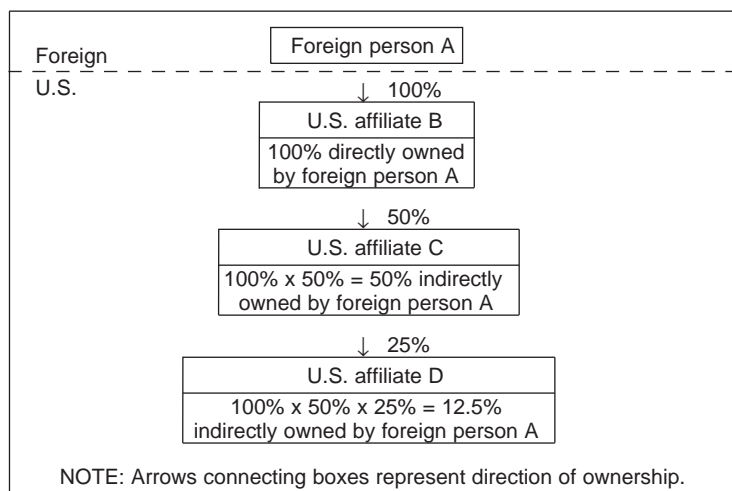 Foreign person A
Foreign
U.S.
↓ 100%
U.S. affiliate B
100% directly owned
by foreign person A
↓ 50%
U.S. affiliate C
100% x 50% = 50% indirectly
owned by foreign person A
↓ 25%
U.S. affiliate D
100% x 50% x 25% = 12.5%
indirectly owned by foreign person A
NOTE: Arrows connecting boxes represent direction of ownership.